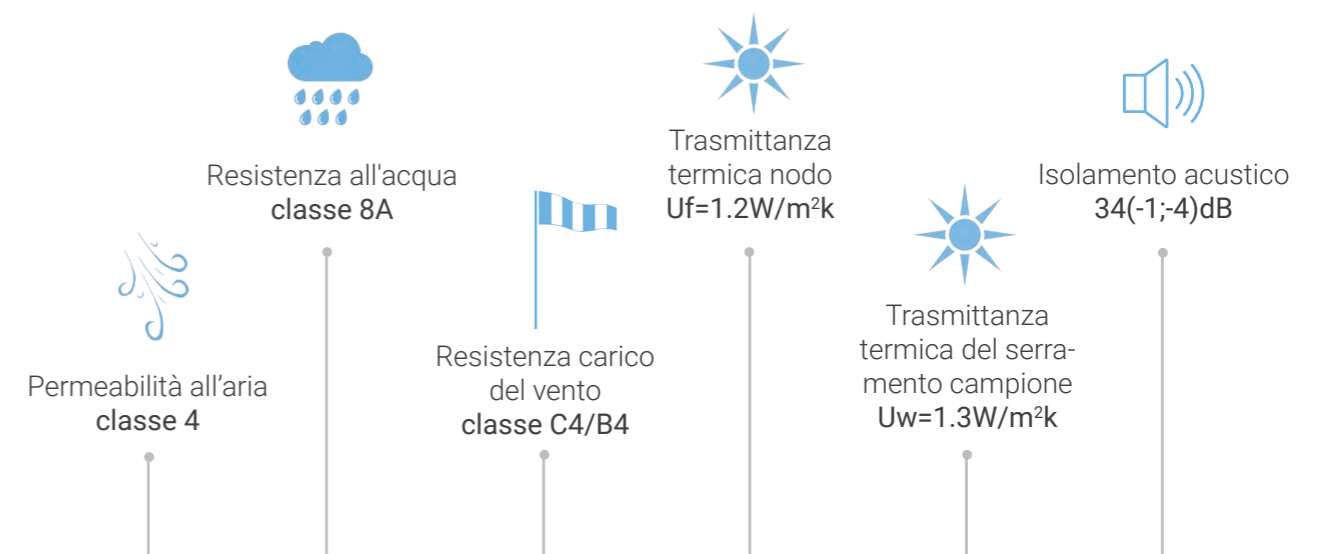 Permeabilità all’aria
classe 4
Resistenza all'acqua
classe 8A
Resistenza carico
del vento
classe C4/B4
Trasmittanza
termica nodo
Uf=1.2W/m²k
Trasmittanza
termica del serra-
mento campione
Uw=1.3W/m²k
Isolamento acustico
34(-1;-4)dB